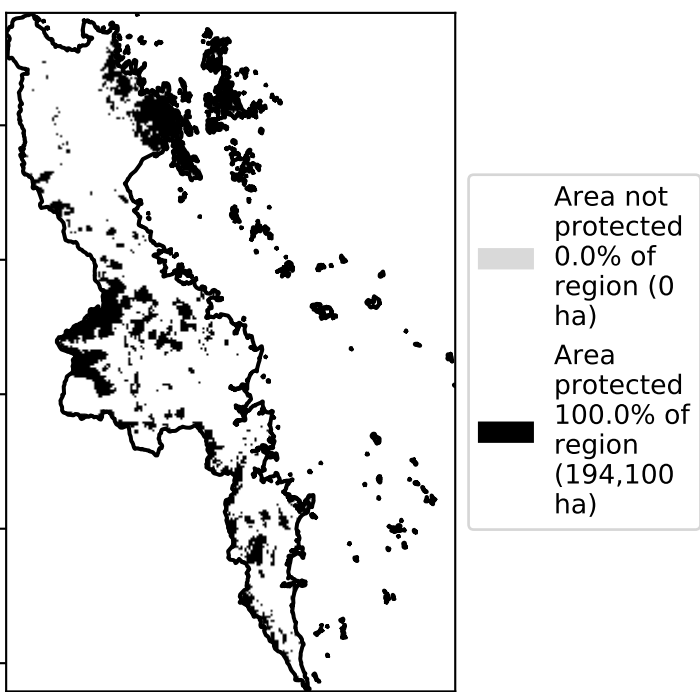 Area not
protected
0.0% of
region (0
ha)
Area
protected
100.0% of
region
(194,100
ha)